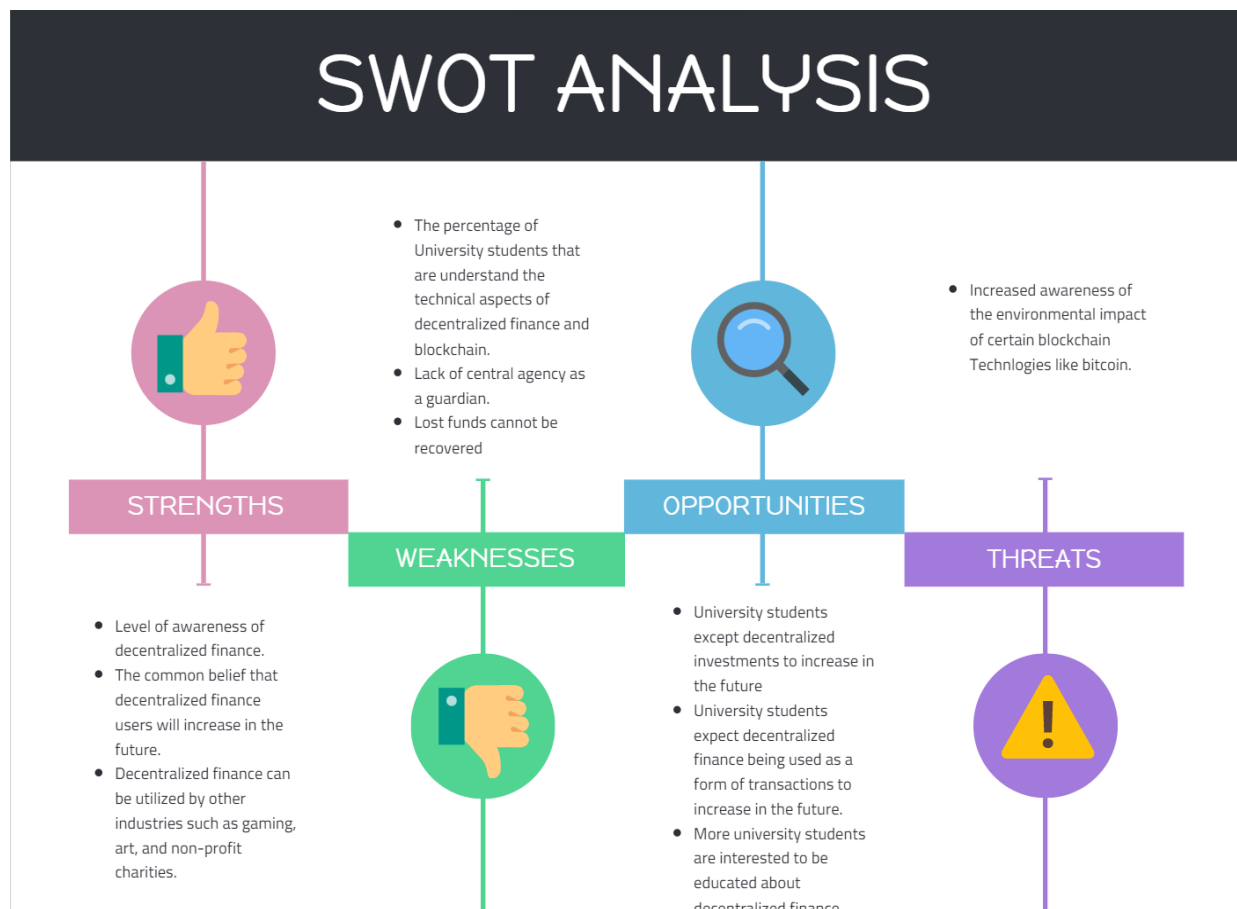 SWOT ANALYSIS
STRENGTHS
• Level of awareness of
decentralized finance.
• The common belief that
decentralized finance
users will increase in the
future.
• Decentralized finance can
be utilized by other
industries such as gaming,
art, and non-profit
charities.
• The percentage of
University students that
are understand the
technical aspects of
decentralized finance and
blockchain.
• Lack of central agency as
a guardian.
• Lost funds cannot be
recovered
WEAKNESSES
OPPORTUNITIES
• University students
except decentralized
investments to increase in
the future
• University students
expect decentralized
finance being used as a
form of transactions to
increase in the future.
• More university students
are interested to be
educated about
decentralized finance
• Increased awareness of
the environmental impact
of certain blockchain
Technlogies like bitcoin.
THREATS